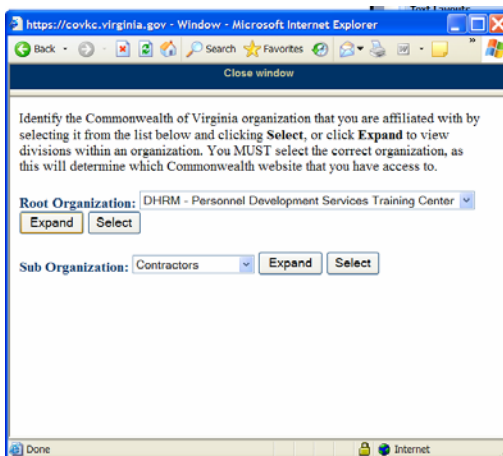 Text Layouts
https://covkc.virginia.gov - Window - Microsoft Internet Explorer
Back Search Favorites »
Close window
Identify the Commonwealth of Virginia organization that you are affiliated with by
selecting it from the list below and clicking Select, or click Expand to view
divisions within an organization. You MUST select the correct organization, as
this will determine which Commonwealth website that you have access to.
Root Organization: DHRM - Personnel Development Services Training Center
Expand Select
Sub Organization: Contractors Expand Select
Done Internet